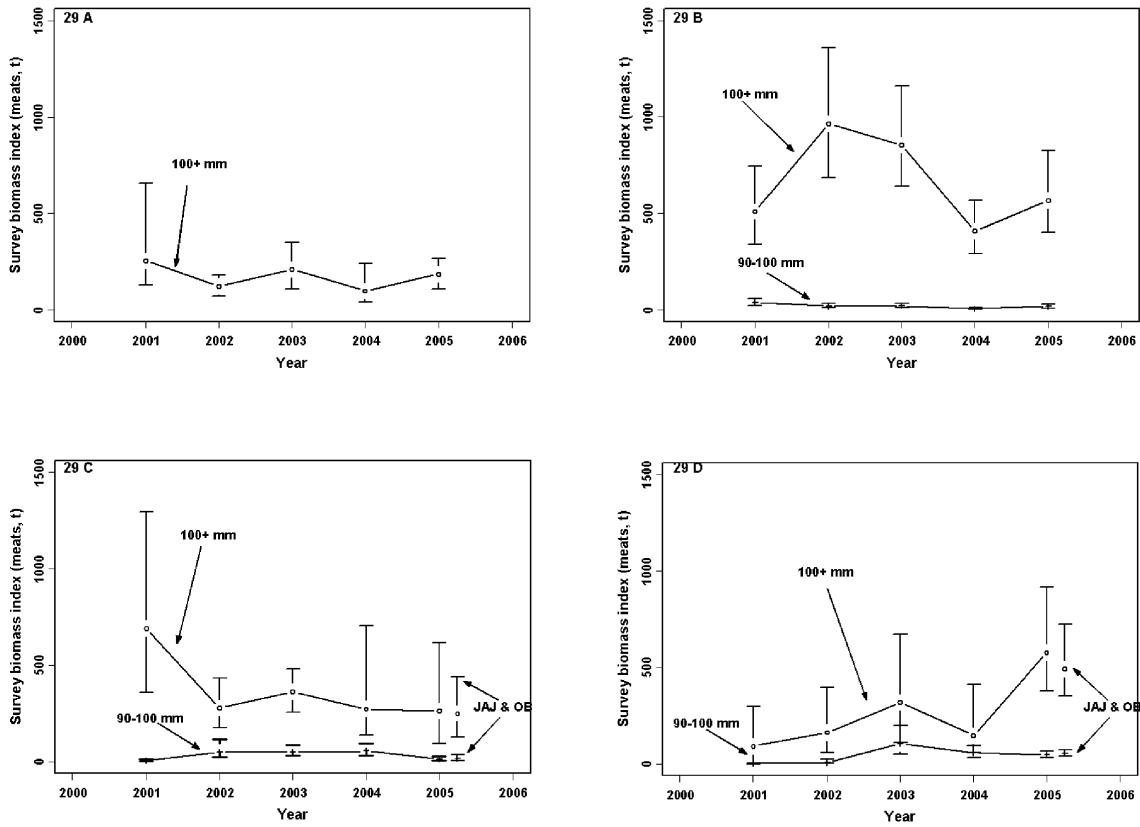 29 A
Survey biomass index (meats, t)
1500
1000
500
0
100+ mm
2000 2001 2002 2003 2004 2005 2006
Year
29 B
Survey biomass index (meats, t)
1500
1000
500
0
100+ mm
90-100 mm
2000 2001 2002 2003 2004 2005 2006
Year
29 C
Survey biomass index (meats, t)
1500
1000
500
0
100+ mm
90-100 mm
JAJ & OB
2000 2001 2002 2003 2004 2005 2006
Year
29 D
Survey biomass index (meats, t)
1500
1000
500
0
100+ mm
90-100 mm
JAJ & OB
2000 2001 2002 2003 2004 2005 2006
Year